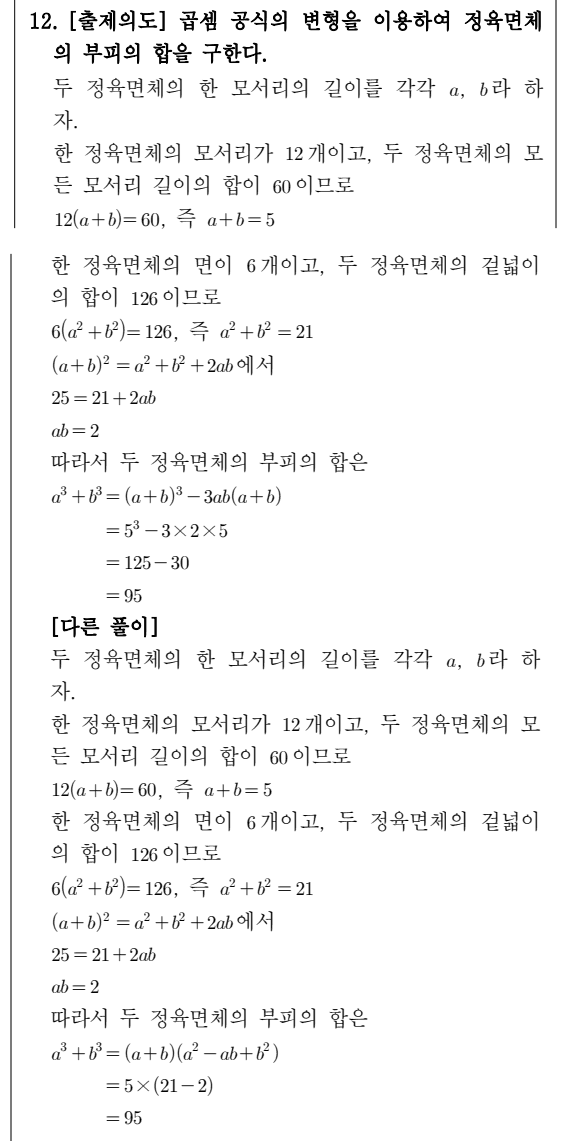 12. [출제의도] 곱셈 공식의 변형을 이용하여 정육면체
의 부피의 합을 구한다.
두 정육면체의 한 모서리의 길이를 각각 a, b라 하
자.
한 정육면체의 모서리가 12개이고, 두 정육면체의 모
든 모서리 길이의 합이 60이므로
12(a+b)=60, 즉 a+b=5
한 정육면체의 면이 6개이고, 두 정육면체의 겉넓이
의 합이 126이므로
6(a²+b²)=126, 즉 a²+b²=21
(a+b)²=a²+b²+2ab에서
25=21+2ab
ab=2
따라서 두 정육면체의 부피의 합은
a³+b³=(a+b)³-3ab(a+b)
=5³-3×2×5
=125-30
=95
[다른 풀이]
두 정육면체의 한 모서리의 길이를 각각 a, b라 하
자.
한 정육면체의 모서리가 12개이고, 두 정육면체의 모
든 모서리 길이의 합이 60이므로
12(a+b)=60, 즉 a+b=5
한 정육면체의 면이 6개이고, 두 정육면체의 겉넓이
의 합이 126이므로
6(a²+b²)=126, 즉 a²+b²=21
(a+b)²=a²+b²+2ab에서
25=21+2ab
ab=2
따라서 두 정육면체의 부피의 합은
a³+b³=(a+b)(a²-ab+b²)
=5×(21-2)
=95